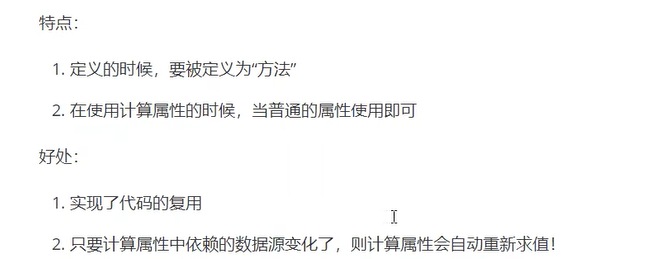 特点：
1. 定义的时候，要被定义为“方法”
2. 在使用计算属性的时候，当普通的属性使用即可
好处：
1. 实现了代码的复用
2. 只要计算属性中依赖的数据源变化了，则计算属性会自动重新求值！